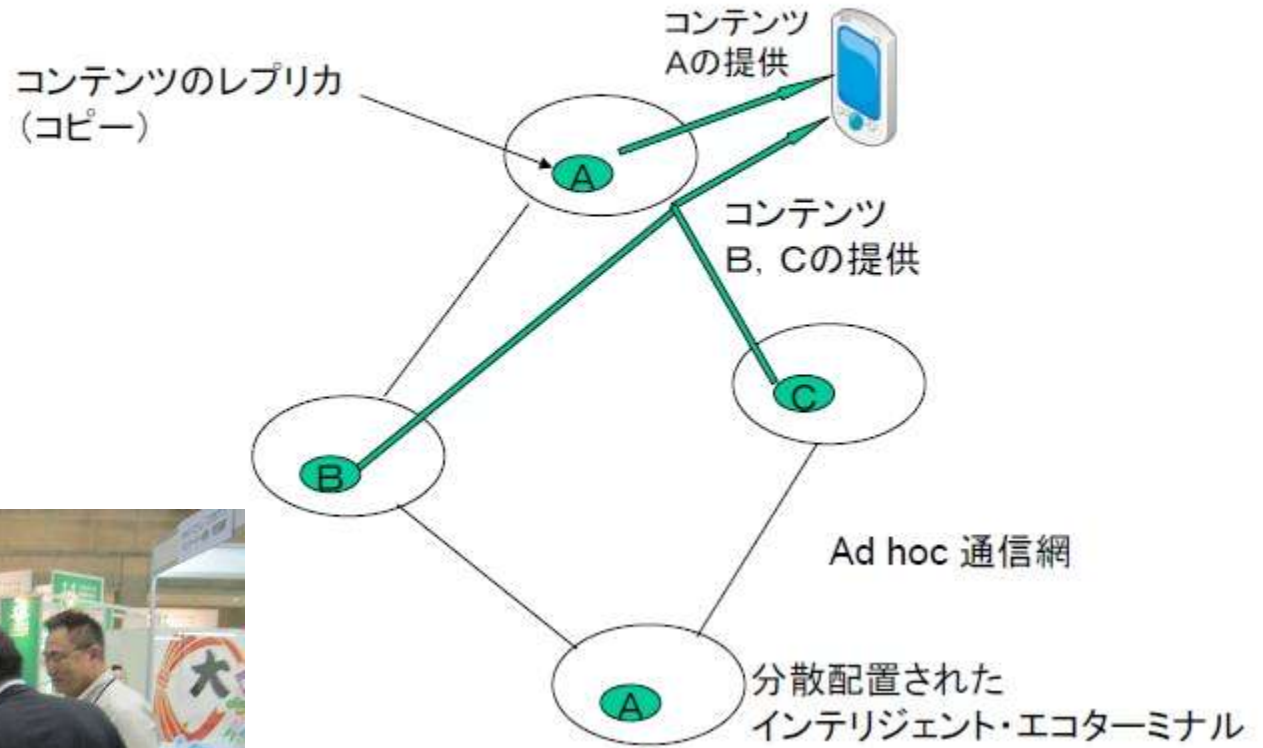 コンテンツ
Aの提供
コンテンツのレプリカ
（コピー）
A
コンテンツ
B，Cの提供
C
B
Ad hoc 通信網
A
分散配置された
インテリジェント・エコターミナル
大